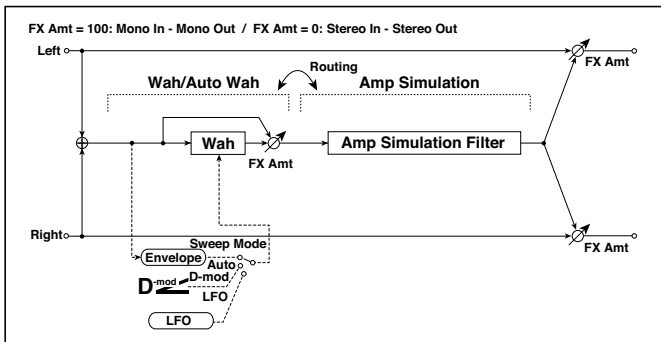 FX Amt = 100: Mono In - Mono Out / FX Amt = 0: Stereo In - Stereo Out
Left
FX Amt
Routing
Wah/Auto Wah
Amp Simulation
Wah
FX Amt
Amp Simulation Filter
Right
FX Amt
Sweep Mode
Envelope
Auto
D-mod
D-mod
LFO
LFO